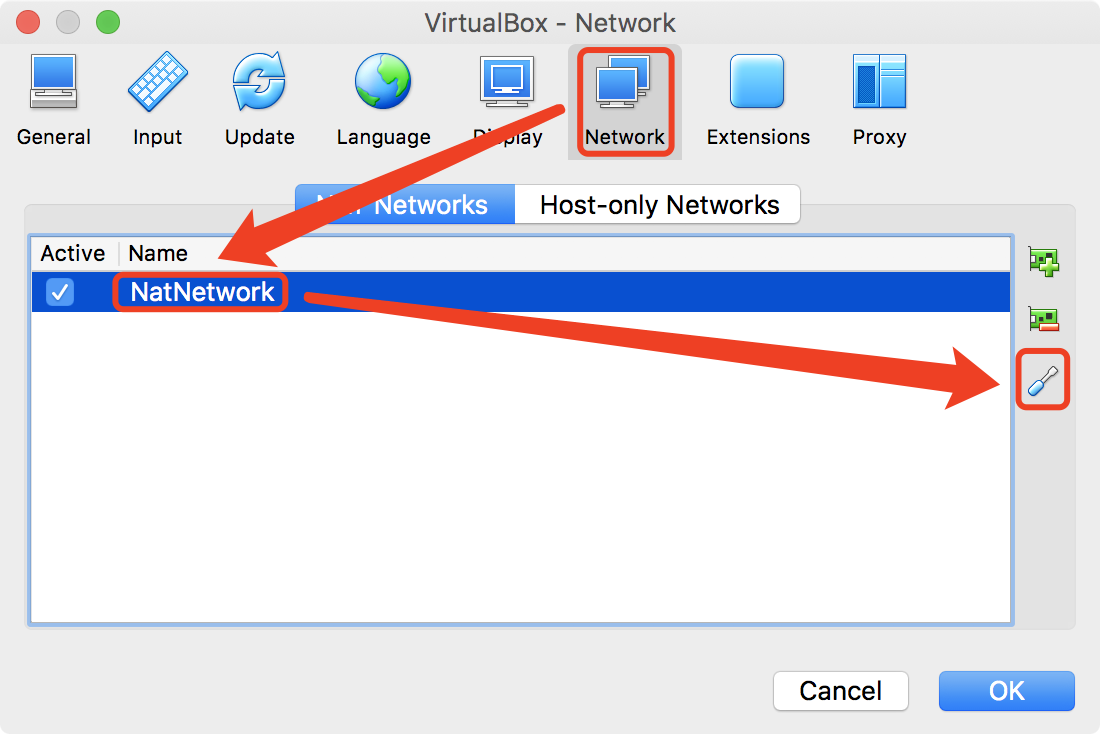 VirtualBox - Network
General Input Update Language Display Network Extensions Proxy
Networks Host-only Networks
Active Name
NatNetwork
Cancel OK